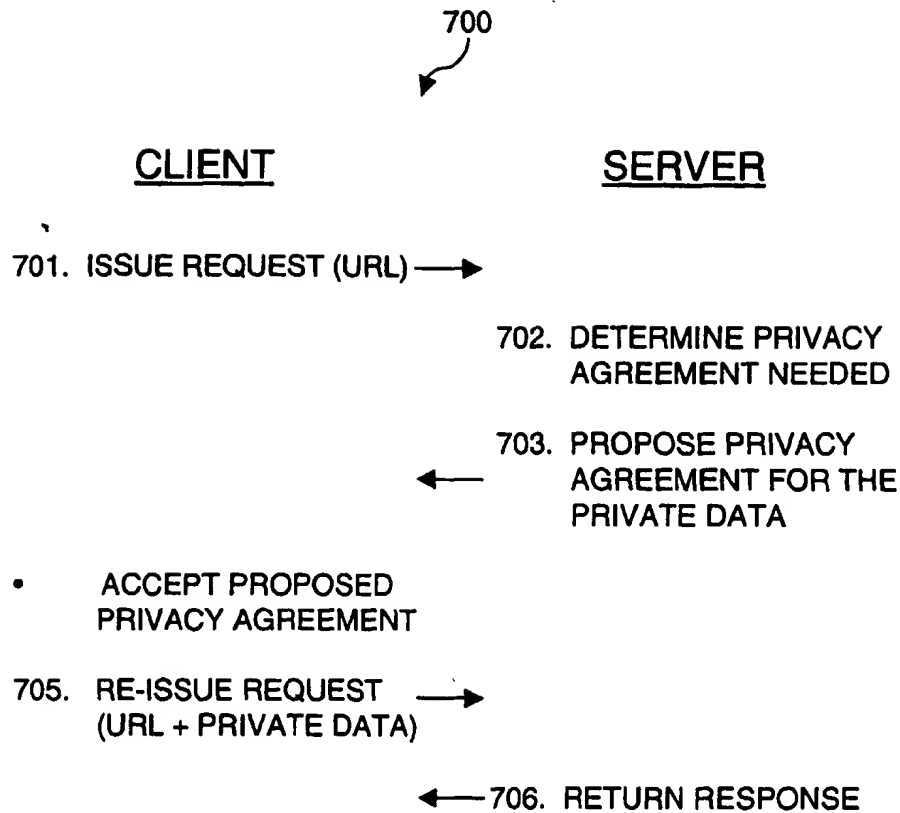 700
CLIENT SERVER
701. ISSUE REQUEST (URL)
702. DETERMINE PRIVACY
AGREEMENT NEEDED
703. PROPOSE PRIVACY
AGREEMENT FOR THE
PRIVATE DATA
• ACCEPT PROPOSED
PRIVACY AGREEMENT
705. RE-ISSUE REQUEST
(URL + PRIVATE DATA)
706. RETURN RESPONSE